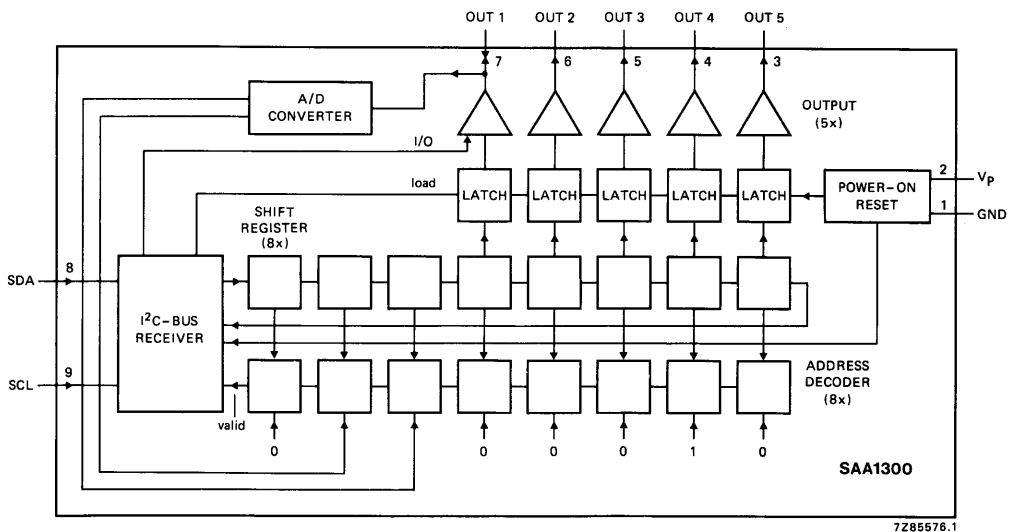 OUT 1 OUT 2 OUT 3 OUT 4 OUT 5
7 6 5 4 3
A/D
CONVERTER
OUTPUT
(5x)
I/O
load
LATCH LATCH LATCH LATCH LATCH
POWER-ON
RESET
2 VP
1 GND
SHIFT
REGISTER
(8x)
SDA 8
I²C-BUS
RECEIVER
SCL 9
valid
ADDRESS
DECODER
(8x)
0 0 0 0 1 0
SAA1300
7Z85576.1